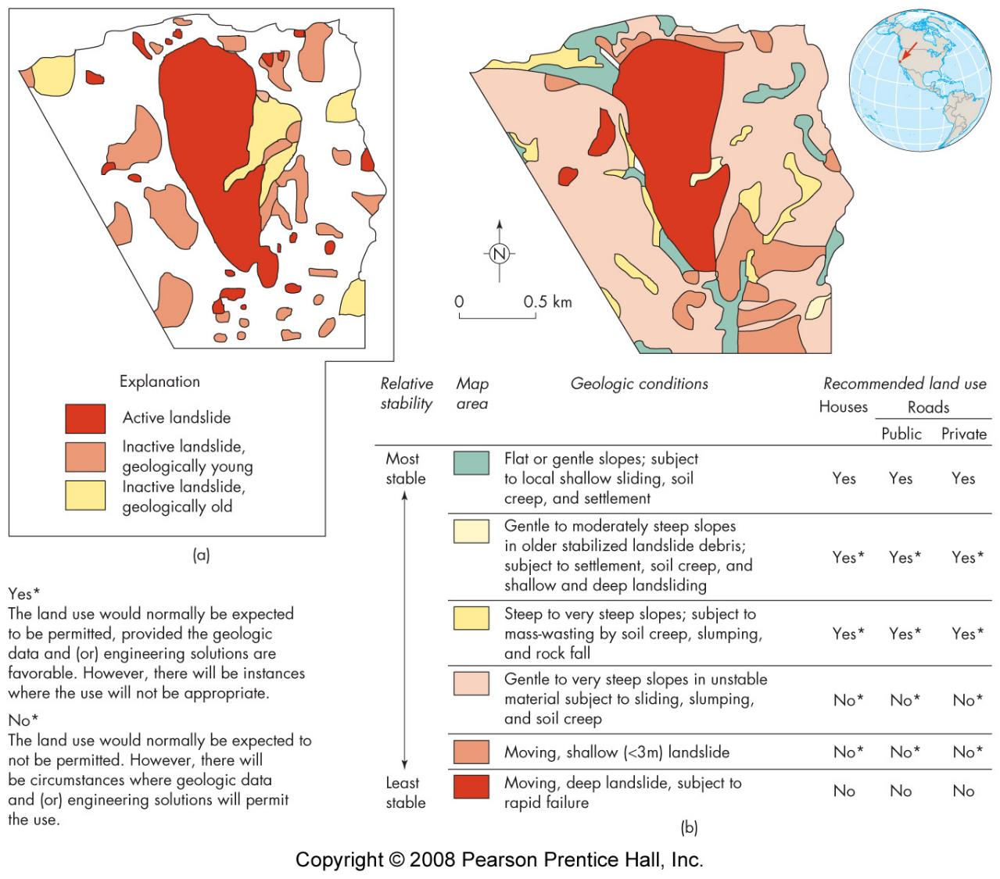 N
0
0.5 km
Explanation
Active landslide
Inactive landslide,
geologically young
Inactive landslide,
geologically old
(a)
Yes*
The land use would normally be expected
to be permitted, provided the geologic
data and (or) engineering solutions are
favorable. However, there will be instances
where the use will not be appropriate.
No*
The land use would normally be expected to
not be permitted. However, there will
be circumstances where geologic data
and (or) engineering solutions will permit
the use.
Relative
stability
Map
area
Geologic conditions
Recommended land use
Houses
Roads
Public
Private
Most
stable
Flat or gentle slopes; subject
to local shallow sliding, soil
creep, and settlement
Yes Yes Yes
Gentle to moderately steep slopes
in older stabilized landslide debris;
subject to settlement, soil creep, and
shallow and deep landsliding
Yes* Yes* Yes*
Steep to very steep slopes; subject to
mass-wasting by soil creep, slumping,
and rock fall
Yes* Yes* Yes*
Gentle to very steep slopes in unstable
material subject to sliding, slumping,
and soil creep
No* No* No*
Moving, shallow (<3m) landslide
No* No* No*
Least
stable
Moving, deep landslide, subject to
rapid failure
No No No
(b)
Copyright © 2008 Pearson Prentice Hall, Inc.